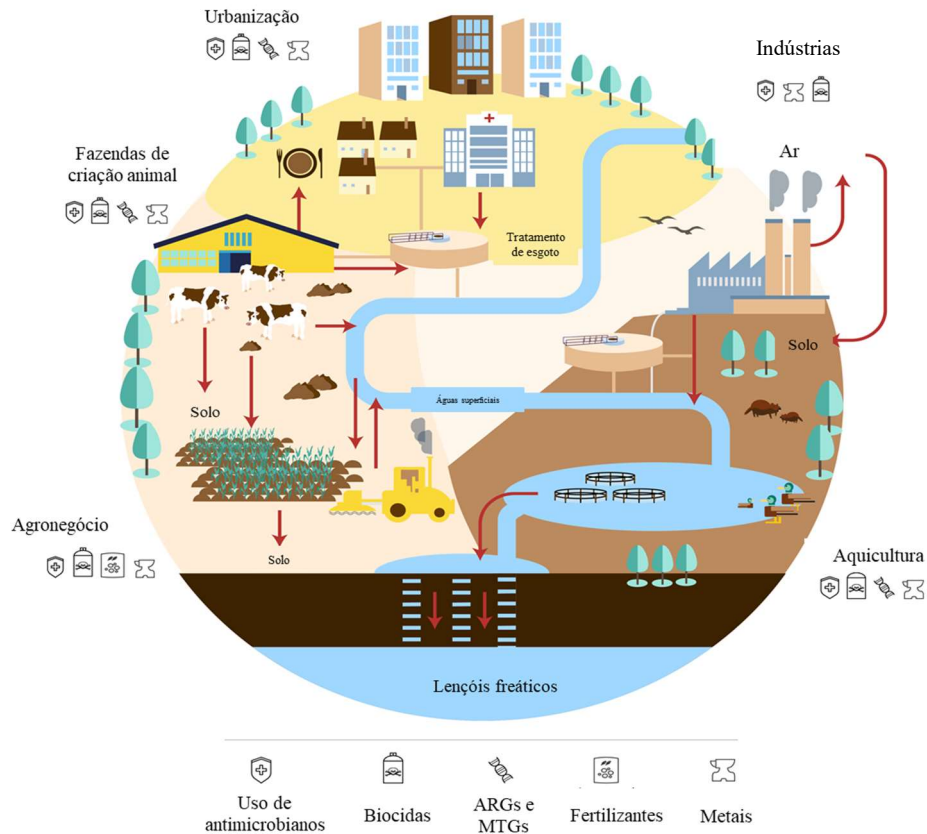 Urbanização
Indústrias
Ar
Fazendas de
criação animal
Tratamento
de esgoto
Solo
Águas superficiais
Solo
Agronegócio
Solo
Aquicultura
Lençóis freáticos
Uso de
antimicrobianos
Biocidas
ARGs e
MTGs
Fertilizantes
Metais